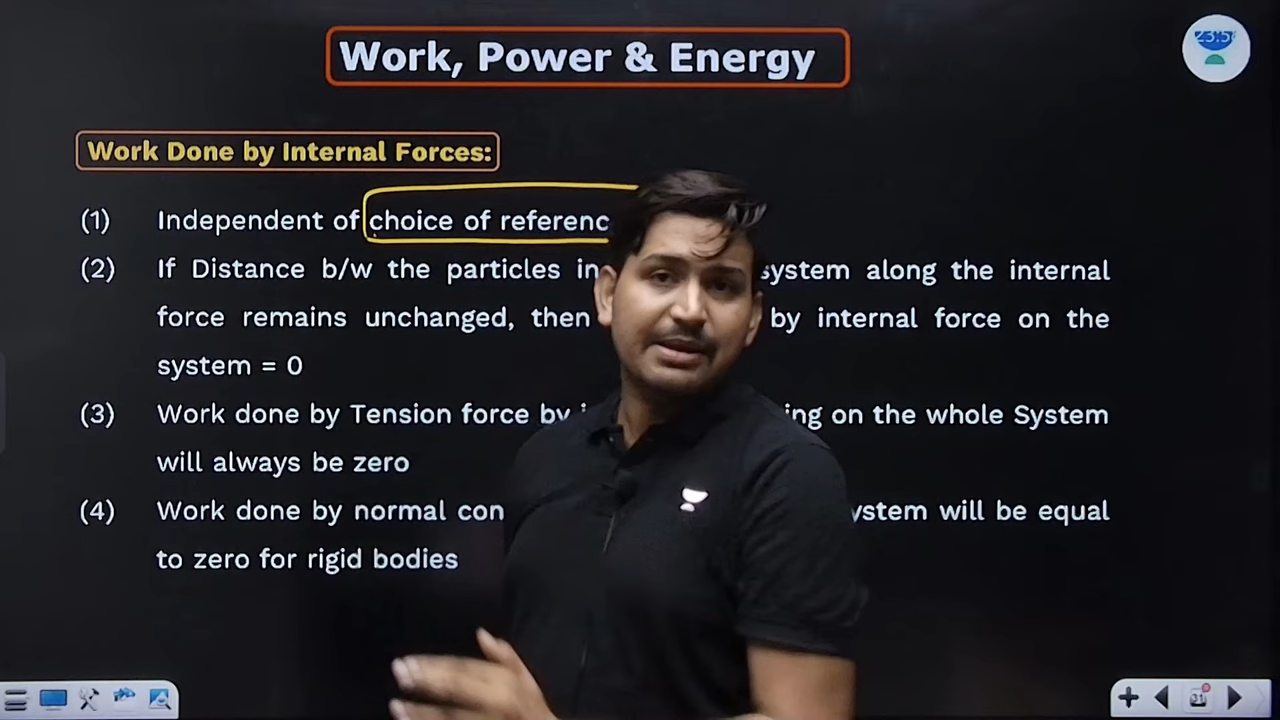 Work, Power & Energy
Work Done by Internal Forces:
(1) Independent of choice of referenc
(2) If Distance b/w the particles in system along the internal
force remains unchanged, then by internal force on the
system = 0
(3) Work done by Tension force by ing on the whole System
will always be zero
(4) Work done by normal con ystem will be equal
to zero for rigid bodies
31